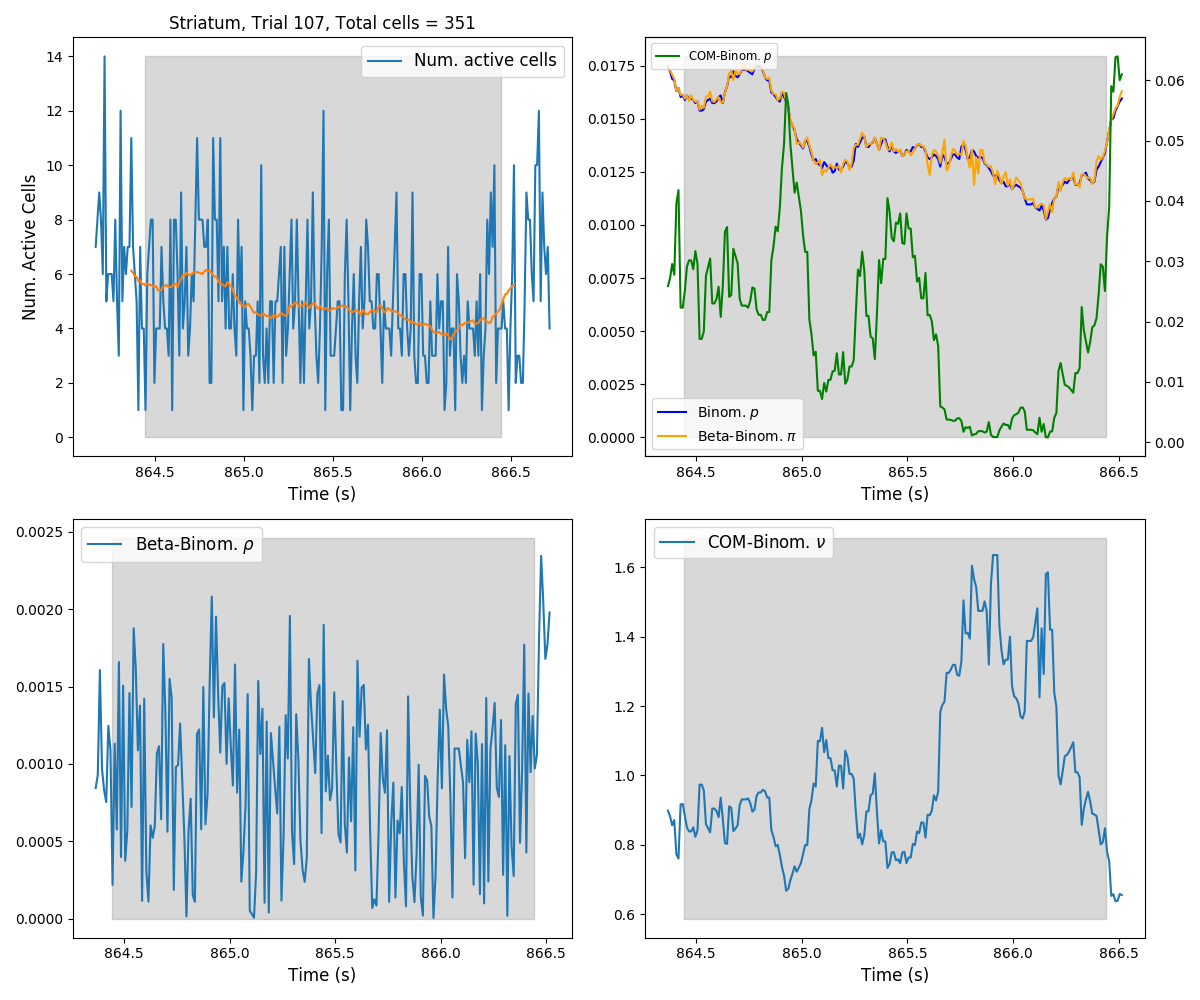 Striatum, Trial 107, Total cells = 351
Num. active cells
Num. Active Cells
14
12
10
8
6
4
2
0
864.5 865.0 865.5 866.0 866.5
Time (s)
COM-Binom. p
Binom. p
Beta-Binom. π
0.0175
0.0150
0.0125
0.0100
0.0075
0.0050
0.0025
0.0000
0.06
0.05
0.04
0.03
0.02
0.01
0.00
864.5 865.0 865.5 866.0 866.5
Time (s)
Beta-Binom. ρ
0.0025
0.0020
0.0015
0.0010
0.0005
0.0000
864.5 865.0 865.5 866.0 866.5
Time (s)
COM-Binom. ν
1.6
1.4
1.2
1.0
0.8
0.6
864.5 865.0 865.5 866.0 866.5
Time (s)